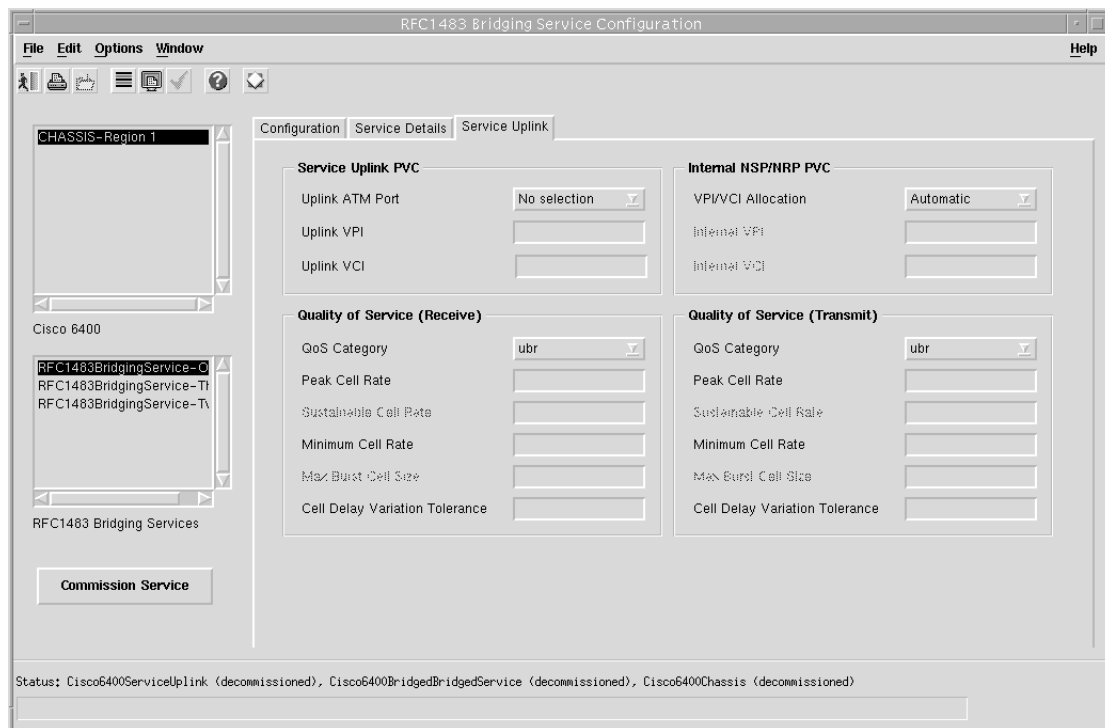 RFC1483 Bridging Service Configuration
File Edit Options Window Help
CHASSIS-Region 1
Cisco 6400
RFC1483BridgingService-O
RFC1483BridgingService-Tl
RFC1483BridgingService-Tv
RFC1483 Bridging Services
Commission Service
Configuration Service Details Service Uplink
Service Uplink PVC
Uplink ATM Port No selection
Uplink VPI
Uplink VCI
Internal NSP/NRP PVC
VPI/VCI Allocation Automatic
Internal VPI
Internal VCI
Quality of Service (Receive)
QoS Category ubr
Peak Cell Rate
Sustainable Cell Rate
Minimum Cell Rate
Max Burst Cell Size
Cell Delay Variation Tolerance
Quality of Service (Transmit)
QoS Category ubr
Peak Cell Rate
Sustainable Cell Rate
Minimum Cell Rate
Max Burst Cell Size
Cell Delay Variation Tolerance
Status: Cisco6400ServiceUplink (decommissioned), Cisco6400BridgedBridgedService (decommissioned), Cisco6400Chassis (decommissioned)